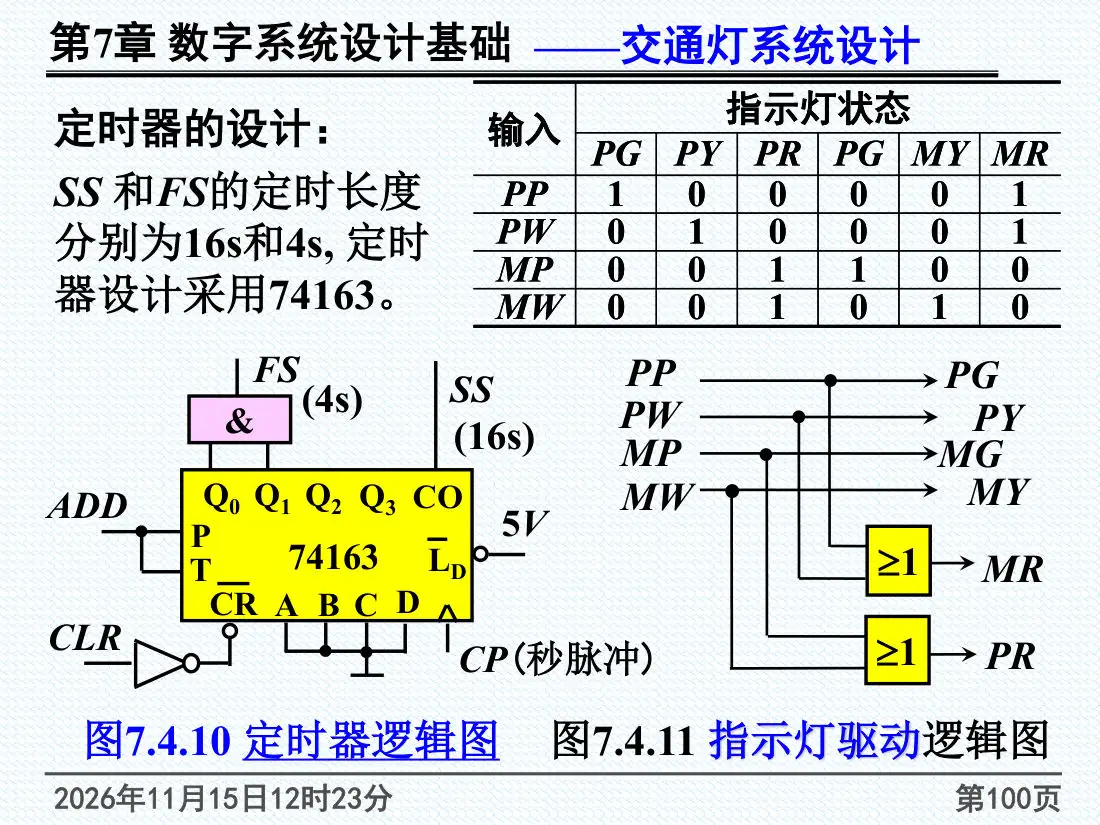 第7章 数字系统设计基础 ——交通灯系统设计
定时器的设计：
SS 和FS的定时长度
分别为16s和4s, 定时
器设计采用74163。
输入 指示灯状态
PG PY PR PG MY MR
PP 1 0 0 0 0 1
PW 0 1 0 0 0 1
MP 0 0 1 1 0 0
MW 0 0 1 0 1 0
FS
(4s)
&
SS
(16s)
ADD
Q0 Q1 Q2 Q3 CO
P
T
74163
LD
5V
CR A B C D
CLR
CP(秒脉冲)
PP PG
PW PY
MP MG
MW MY
≥1 MR
≥1 PR
图7.4.10 定时器逻辑图
图7.4.11 指示灯驱动逻辑图
2026年11月15日12时23分
第100页